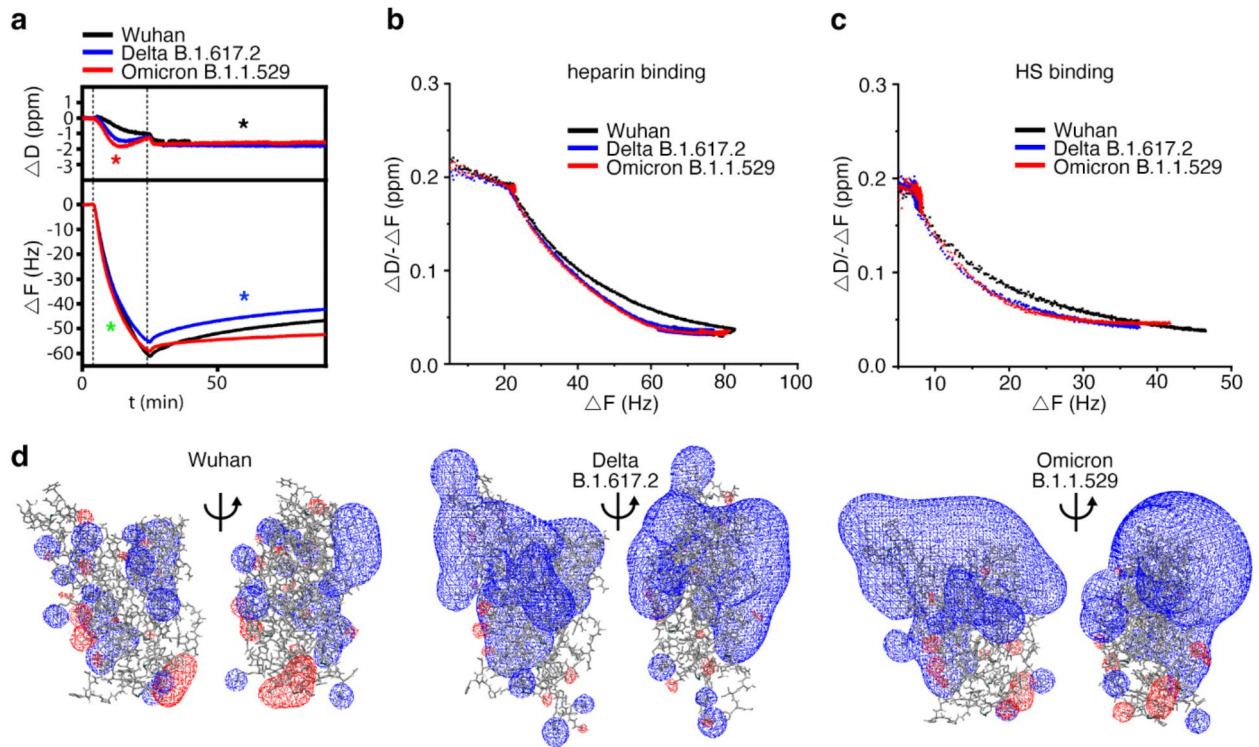 a
Wuhan
Delta B.1.617.2
Omicron B.1.1.529
△D (ppm)
1
0
-1
-2
-3
*
*
△F (Hz)
0
-10
-20
-30
-40
-50
-60
*
*
0
50
t (min)
b
heparin binding
Wuhan
Delta B.1.617.2
Omicron B.1.1.529
△D/-△F (ppm)
0.3
0.2
0.1
0.0
20
40
60
80
100
△F (Hz)
c
HS binding
Wuhan
Delta B.1.617.2
Omicron B.1.1.529
△D/-△F (ppm)
0.3
0.2
0.1
0.0
10
20
30
40
50
△F (Hz)
d
Wuhan
Delta
B.1.617.2
Omicron
B.1.1.529